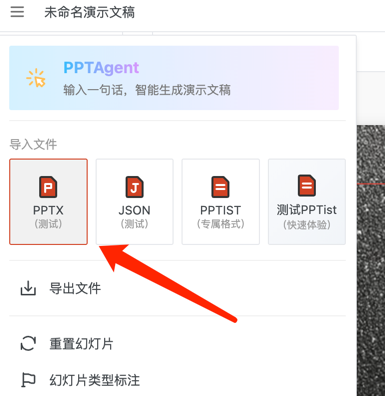 未命名演示文稿
PPTAgent
输入一句话，智能生成演示文稿
导入文件
P
PPTX
（测试）
J
JSON
（测试）
PPTIST
（专属格式）
测试PPTist
（快速体验）
导出文件
重置幻灯片
幻灯片类型标注